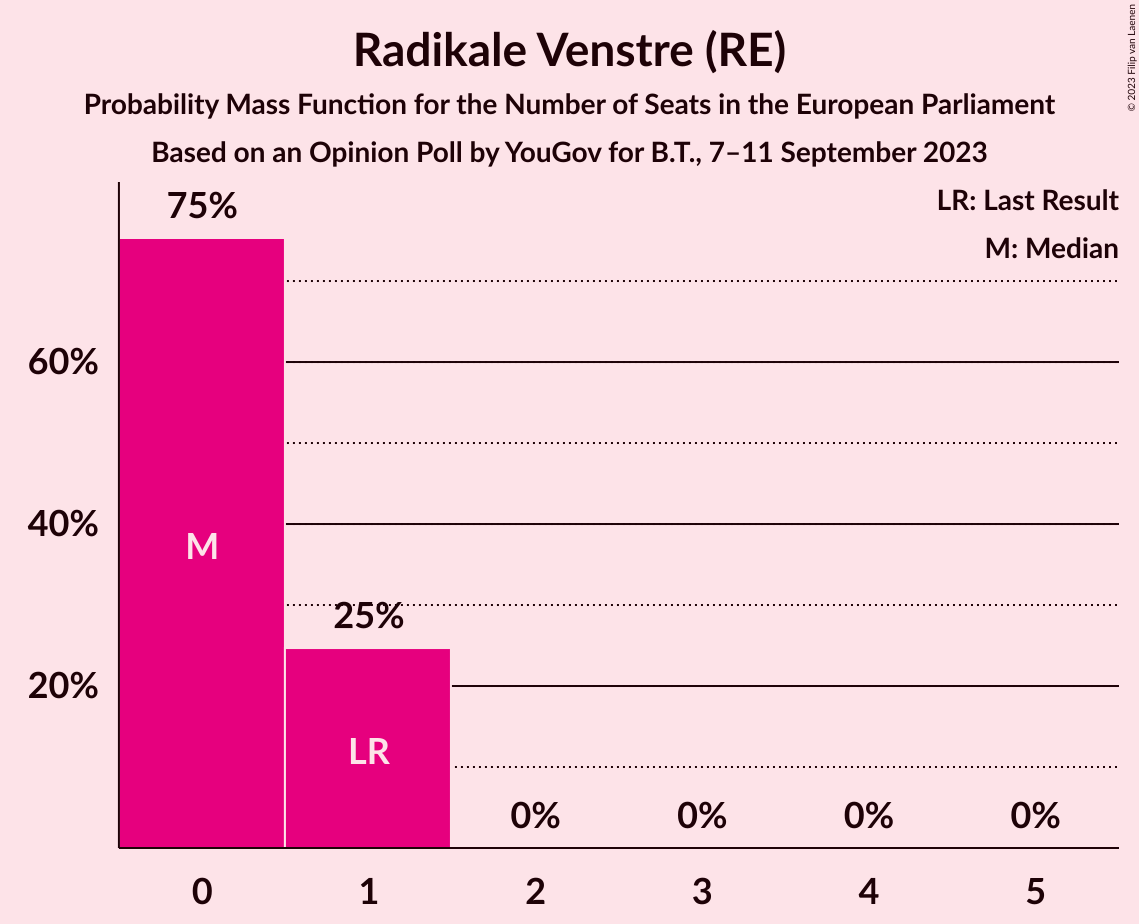 Radikale Venstre (RE)
Probability Mass Function for the Number of Seats in the European Parliament
Based on an Opinion Poll by YouGov for B.T., 7–11 September 2023
© 2023 Filip van Laenen
LR: Last Result
M: Median
75%
60%
40%
M
25%
20%
LR
0% 0% 0% 0%
0 1 2 3 4 5